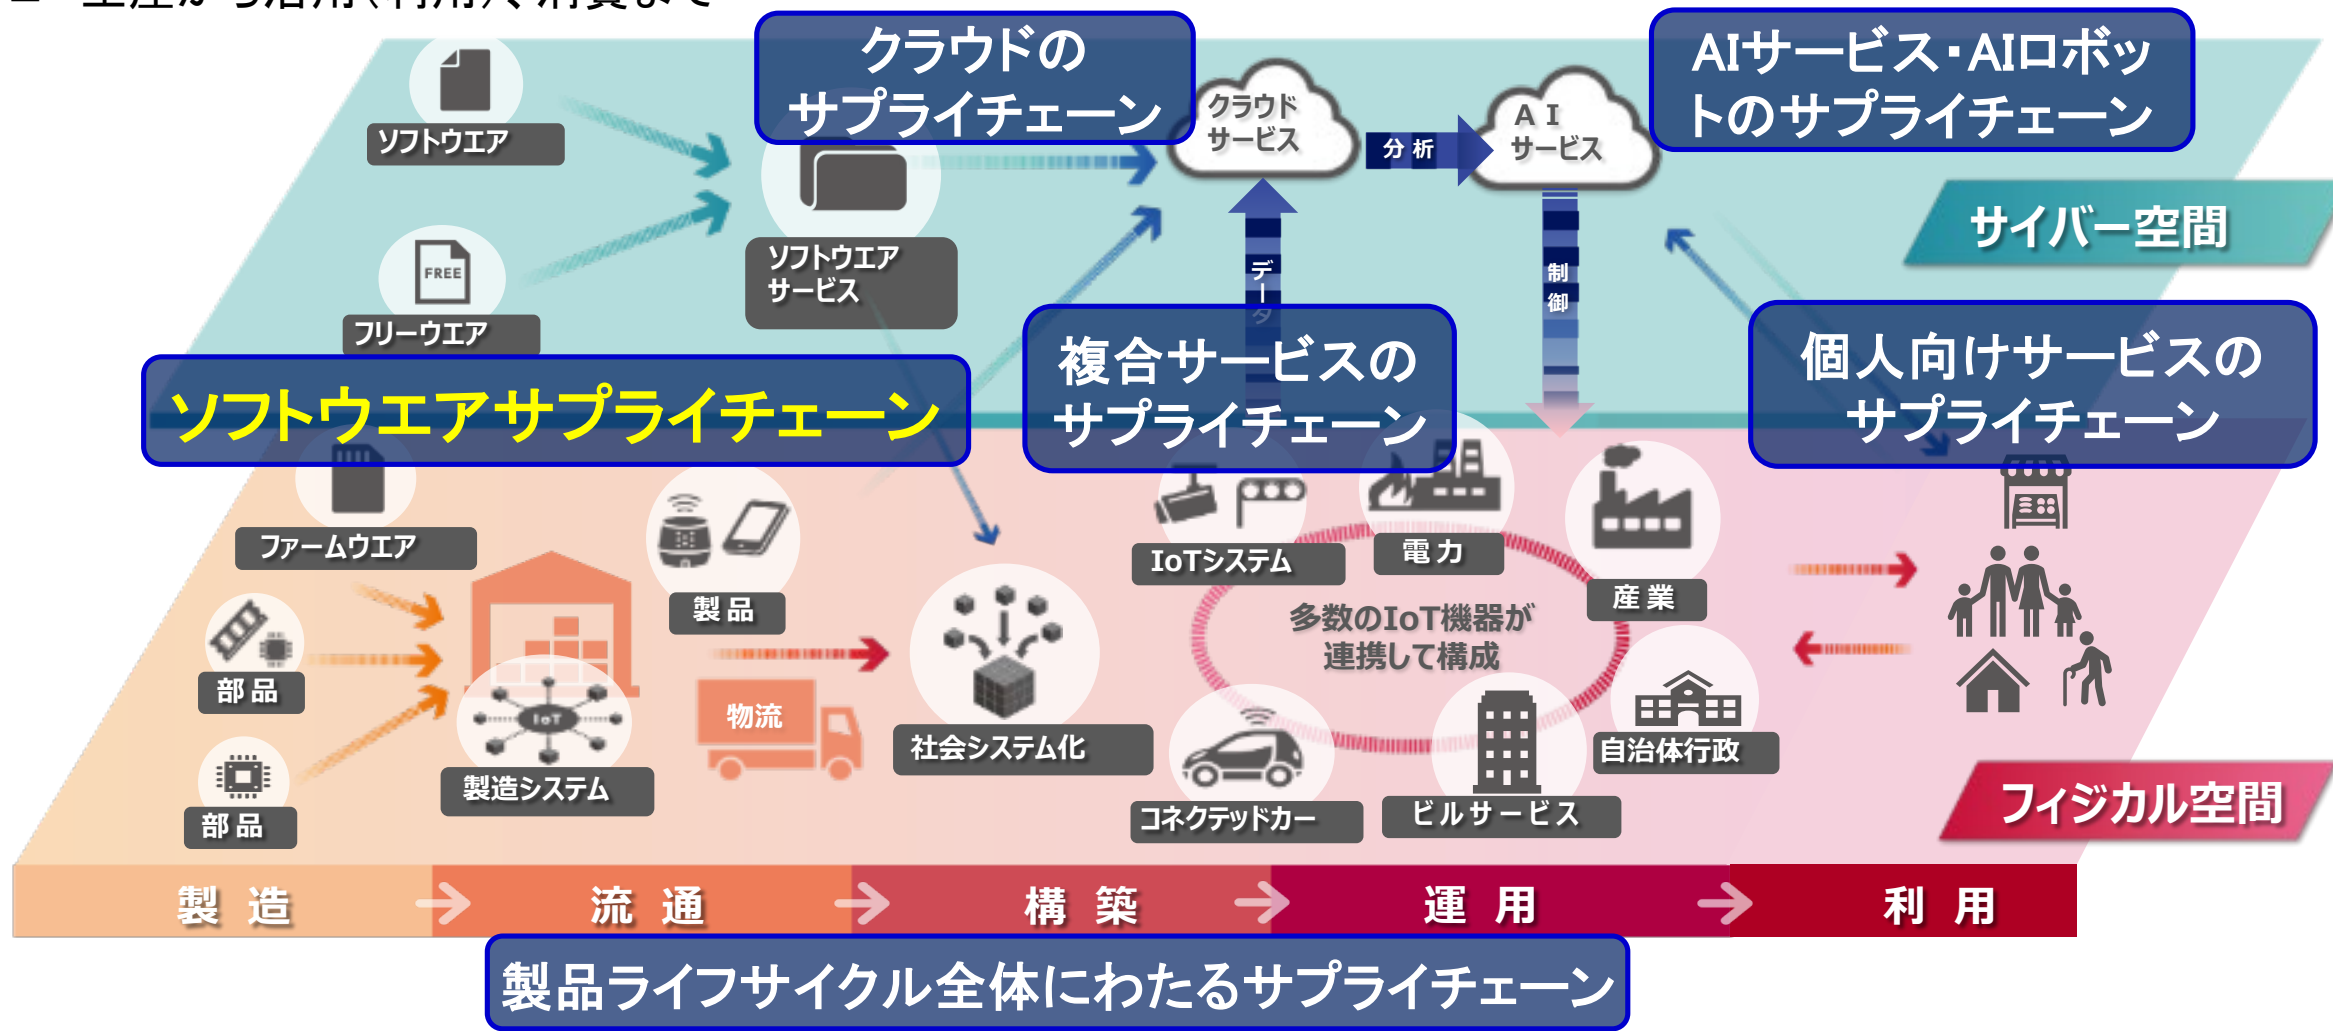 生産から活用(利用)、消費まで
クラウドの
サプライチェーン
AIサービス・AIロボッ
トのサプライチェーン
ソフトウエア
クラウド
サービス
分析
AI
サービス
サイバー空間
FREE
フリーウエア
ソフトウエア
サービス
データ
制御
ソフトウエアサプライチェーン
複合サービスの
サプライチェーン
個人向けサービスの
サプライチェーン
ファームウエア
製品
IoTシステム
電力
産業
部品
多数のIoT機器が
連携して構成
IoT
物流
社会システム化
自治体行政
製造システム
部品
コネクテッドカー
ビルサービス
フィジカル空間
製造
流通
構築
運用
利用
製品ライフサイクル全体にわたるサプライチェーン